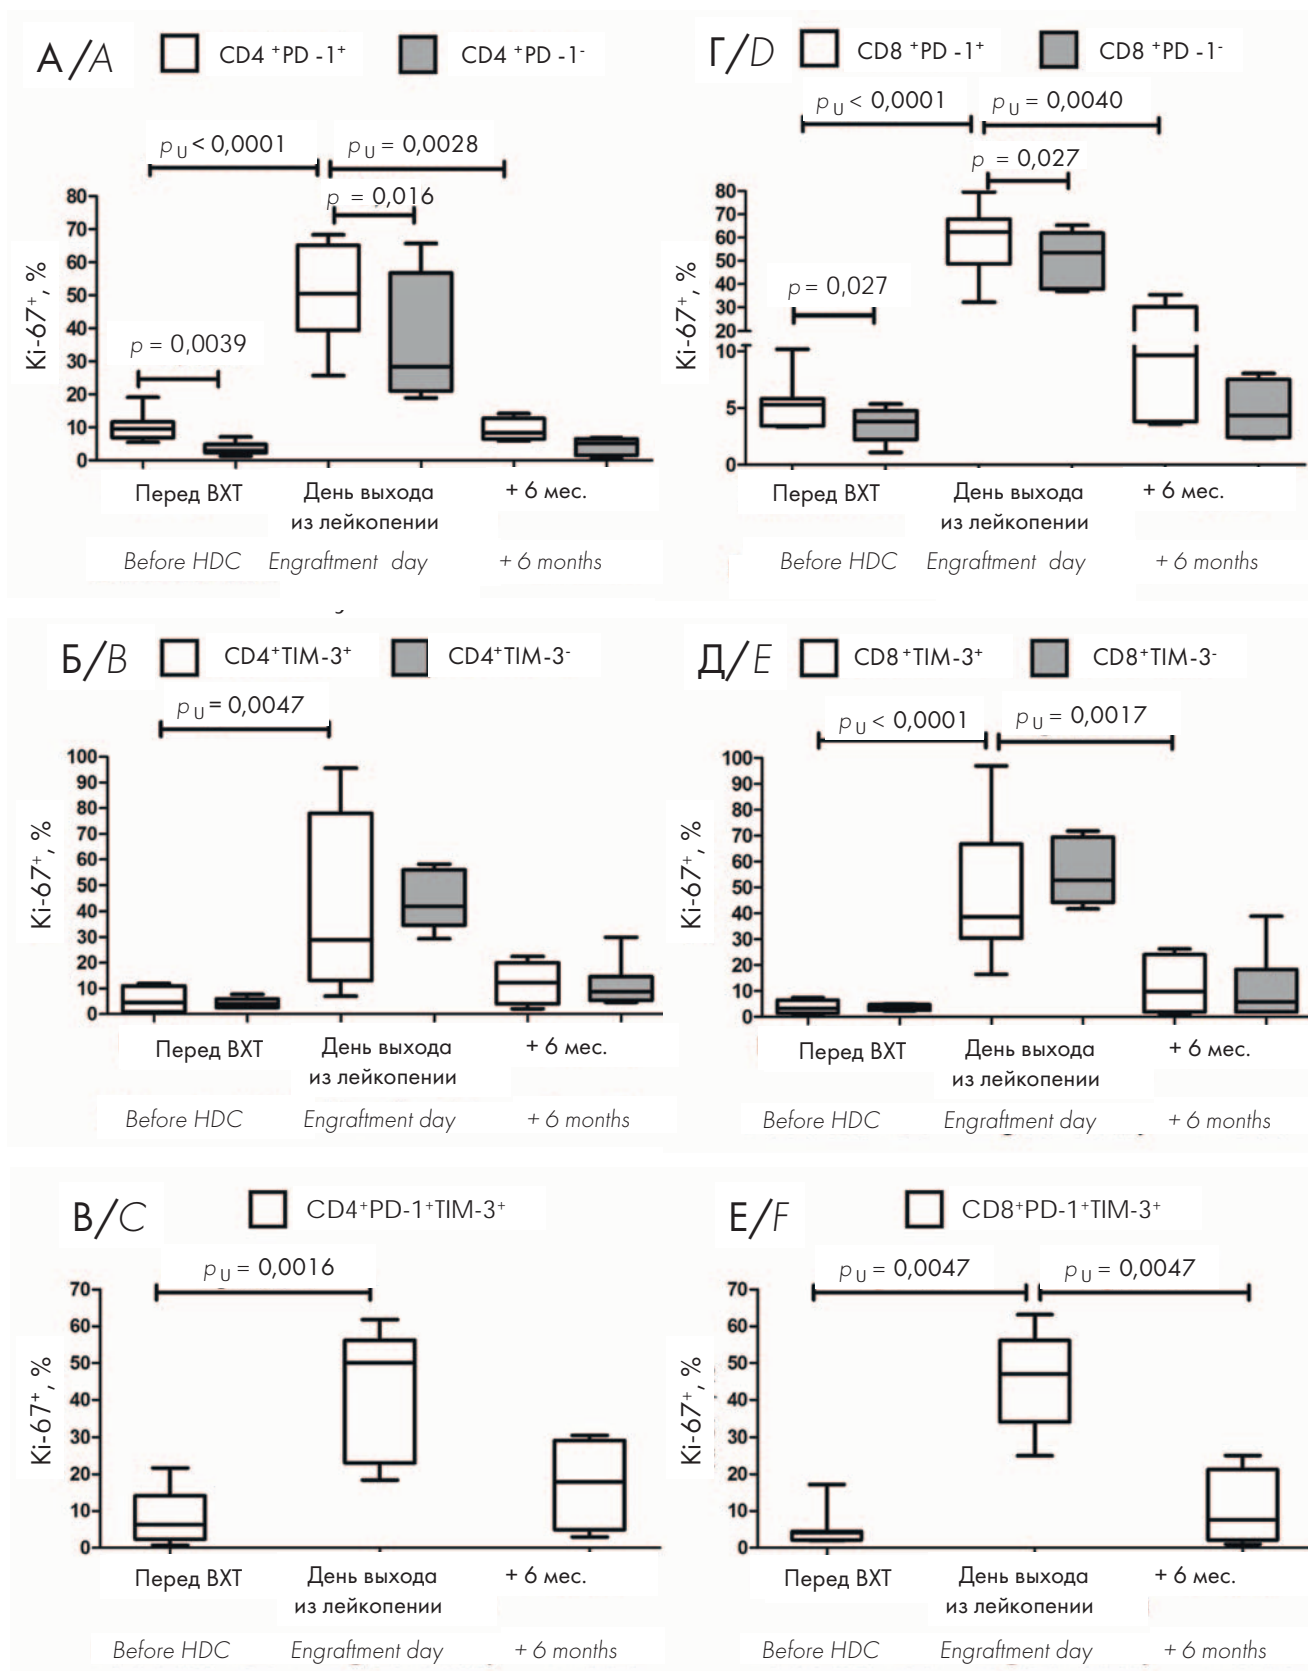 А/A
CD4 +PD -1+
CD4 +PD -1-
pU < 0,0001
pU = 0,0028
p = 0,016
p = 0,0039
Ki-67+, %
80
70
60
50
40
30
20
10
0
Перед ВХТ
День выхода
из лейкопении
+ 6 мес.
Before HDC
Engraftment day
+ 6 months
Г/D
CD8 +PD -1+
CD8 +PD -1-
pU < 0,0001
pU = 0,0040
p = 0,027
p = 0,027
Ki-67+, %
80
70
60
50
40
30
20
10
5
0
Перед ВХТ
День выхода
из лейкопении
+ 6 мес.
Before HDC
Engraftment day
+ 6 months
Б/B
CD4+TIM-3+
CD4+TIM-3-
pU = 0,0047
Ki-67+, %
100
90
80
70
60
50
40
30
20
10
0
Перед ВХТ
День выхода
из лейкопении
+ 6 мес.
Before HDC
Engraftment day
+ 6 months
Д/E
CD8+TIM-3+
CD8+TIM-3-
pU < 0,0001
pU = 0,0017
Ki-67+, %
100
90
80
70
60
50
40
30
20
10
0
Перед ВХТ
День выхода
из лейкопении
+ 6 мес.
Before HDC
Engraftment day
+ 6 months
В/C
CD4+PD-1+TIM-3+
pU = 0,0016
Ki-67+, %
70
60
50
40
30
20
10
0
Перед ВХТ
День выхода
из лейкопении
+ 6 мес.
Before HDC
Engraftment day
+ 6 months
Е/F
CD8+PD-1+TIM-3+
pU = 0,0047
pU = 0,0047
Ki-67+, %
70
60
50
40
30
20
10
0
Перед ВХТ
День выхода
из лейкопении
+ 6 мес.
Before HDC
Engraftment day
+ 6 months